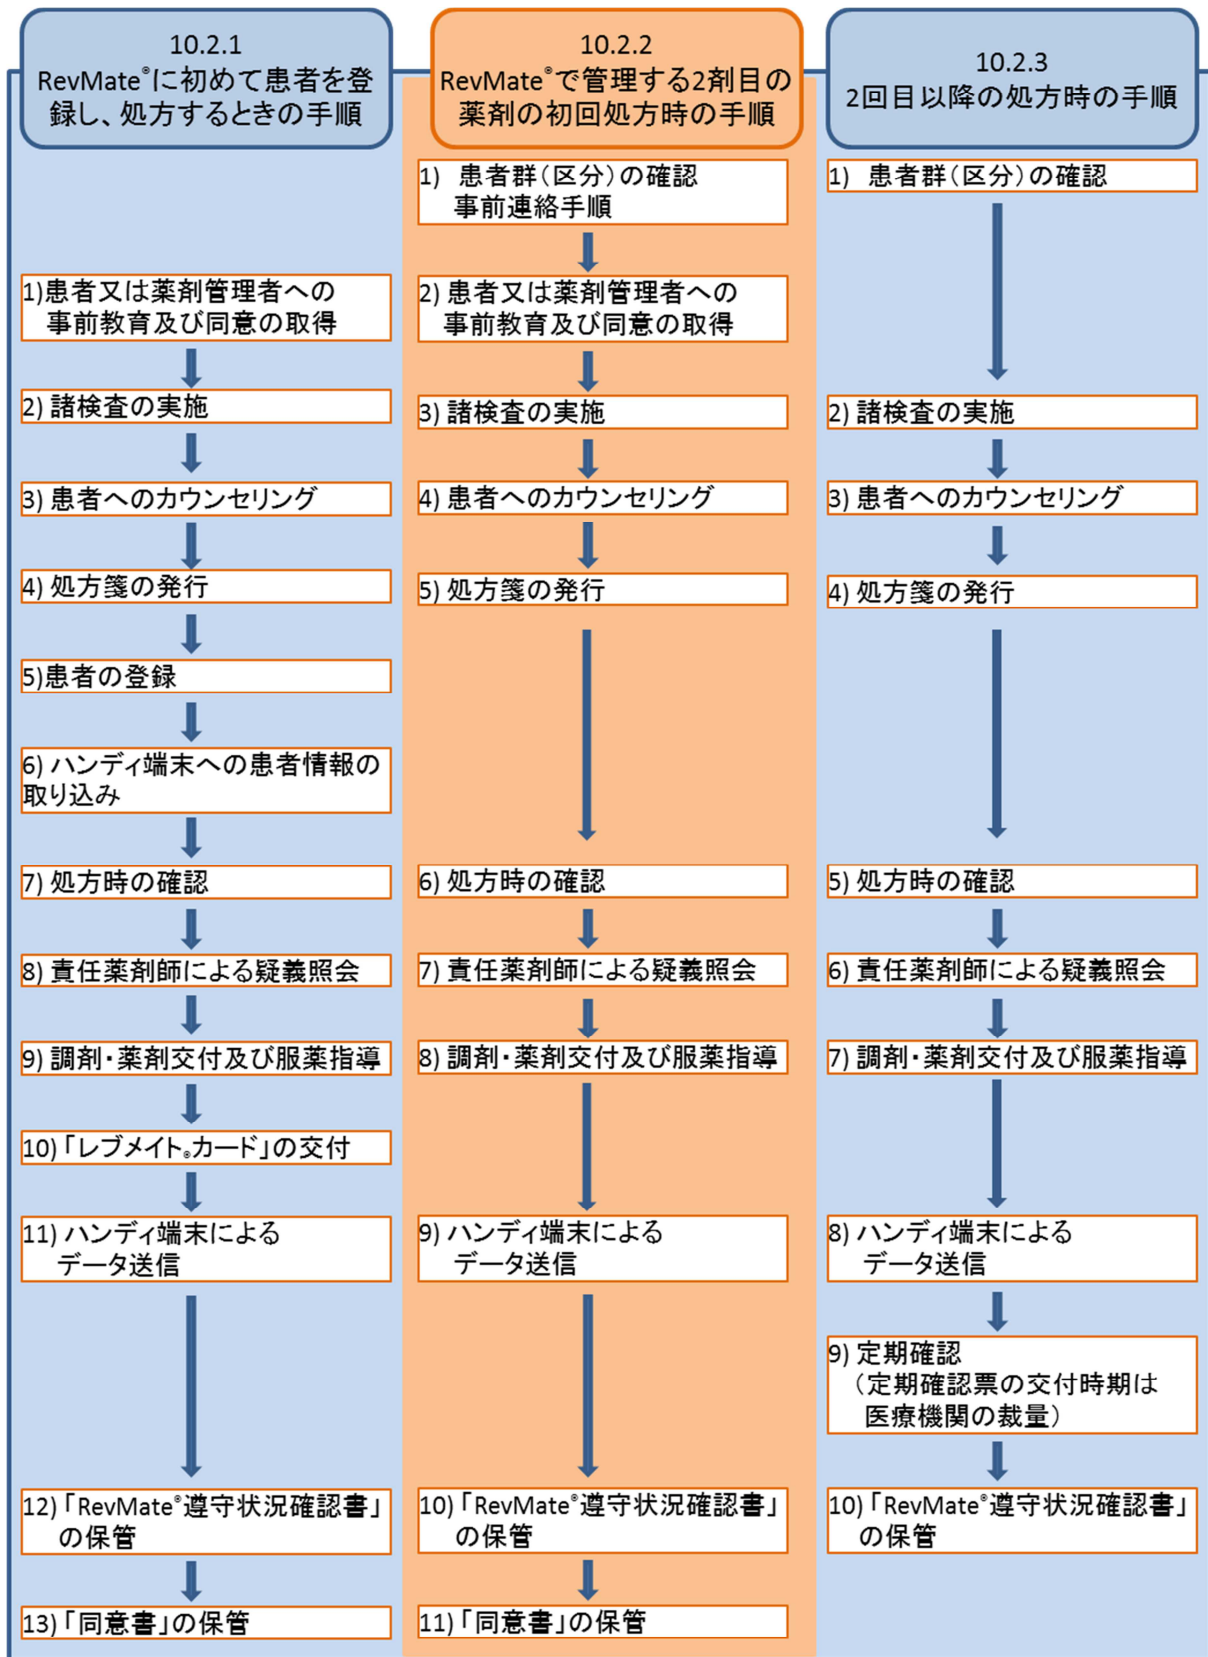 10.2.1
RevMate®に初めて患者を登
録し、処方するときの手順
1)患者又は薬剤管理者への
事前教育及び同意の取得
2) 諸検査の実施
3) 患者へのカウンセリング
4) 処方箋の発行
5)患者の登録
6) ハンディ端末への患者情報の
取り込み
7) 処方時の確認
8) 責任薬剤師による疑義照会
9) 調剤・薬剤交付及び服薬指導
10)「レブメイト®カード」の交付
11) ハンディ端末による
データ送信
12)「RevMate®遵守状況確認書」
の保管
13)「同意書」の保管
10.2.2
RevMate®で管理する2剤目の
薬剤の初回処方時の手順
1) 患者群(区分)の確認
事前連絡手順
2) 患者又は薬剤管理者への
事前教育及び同意の取得
3) 諸検査の実施
4) 患者へのカウンセリング
5) 処方箋の発行
6) 処方時の確認
7) 責任薬剤師による疑義照会
8) 調剤・薬剤交付及び服薬指導
9) ハンディ端末による
データ送信
10)「RevMate®遵守状況確認書」
の保管
11)「同意書」の保管
10.2.3
2回目以降の処方時の手順
1) 患者群(区分)の確認
2) 諸検査の実施
3) 患者へのカウンセリング
4) 処方箋の発行
5) 処方時の確認
6) 責任薬剤師による疑義照会
7) 調剤・薬剤交付及び服薬指導
8) ハンディ端末による
データ送信
9) 定期確認
(定期確認票の交付時期は
医療機関の裁量)
10)「RevMate®遵守状況確認書」
の保管